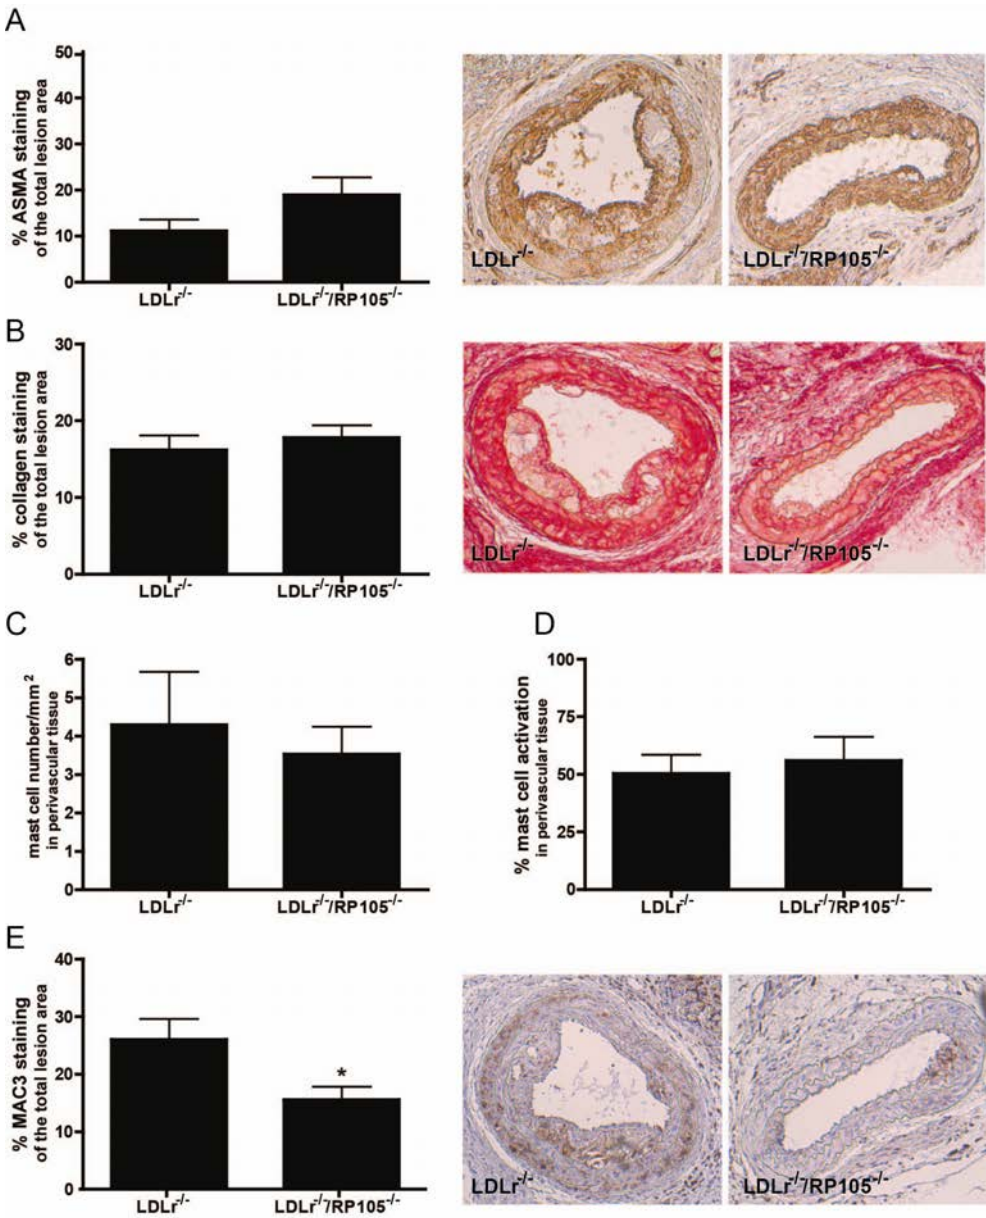 A
% ASMA staining
of the total lesion area
50
40
30
20
10
0
LDLr-/-
LDLr-/-/RP105-/-
LDLr-/-
LDLr-/-/RP105-/-
B
% collagen staining
of the total lesion area
30
20
10
0
LDLr-/-
LDLr-/-/RP105-/-
LDLr-/-
LDLr-/-/RP105-/-
C
mast cell number/mm2
in perivascular tissue
6
5
4
3
2
1
0
LDLr-/-
LDLr-/-/RP105-/-
D
% mast cell activation
in perivascular tissue
100
75
50
25
0
LDLr-/-
LDLr-/-/RP105-/-
E
% MAC3 staining
of the total lesion area
40
30
20
10
0
*
LDLr-/-
LDLr-/-/RP105-/-
LDLr-/-
LDLr-/-/RP105-/-